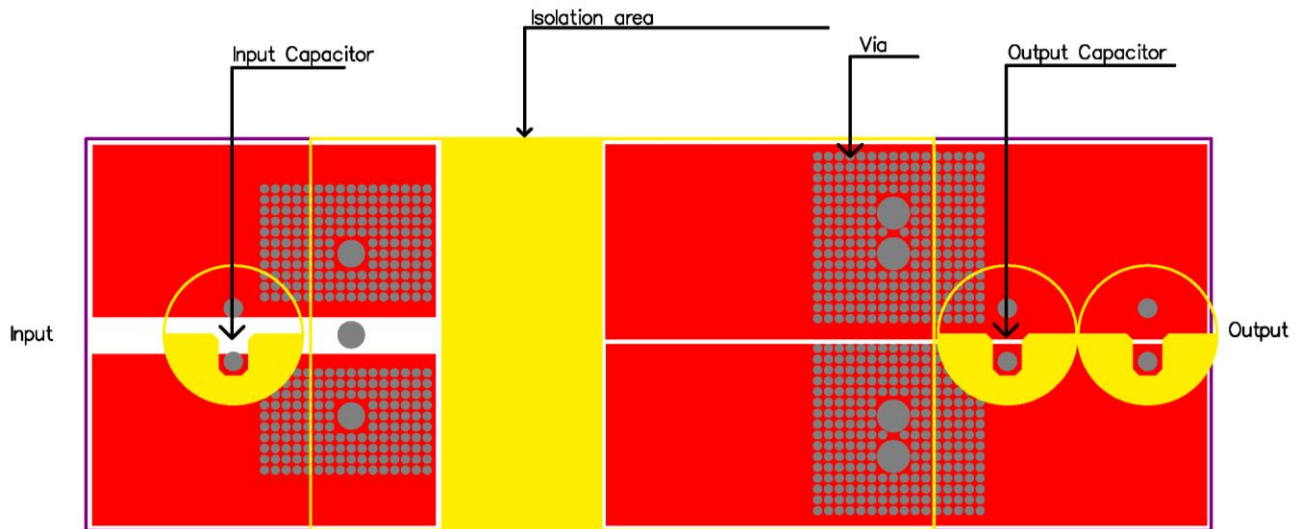 Isolation area
Input Capacitor
Via
Output Capacitor
Input
Output